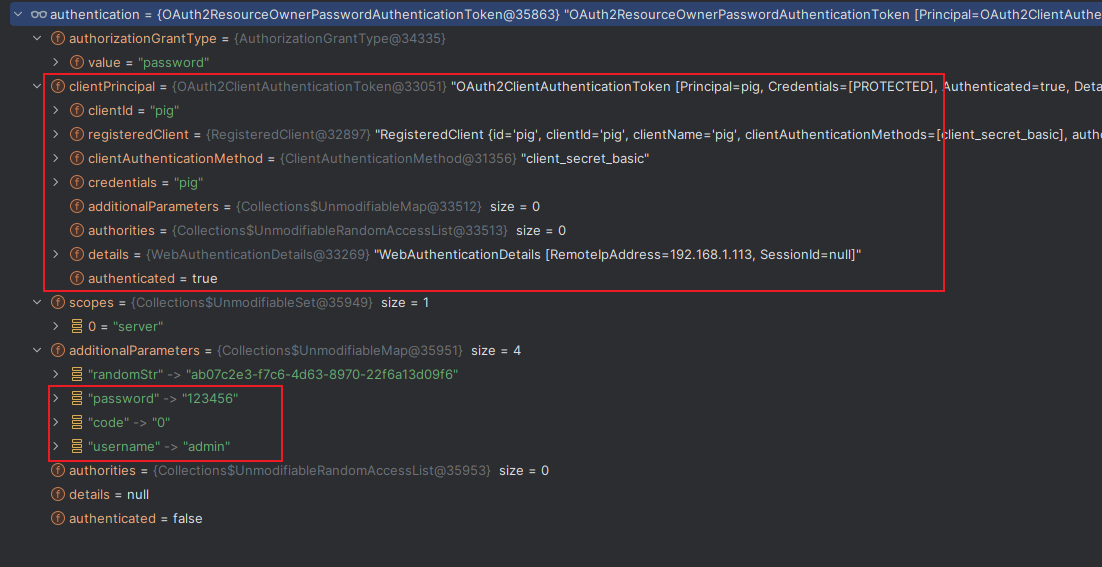 authentication = {OAuth2ResourceOwnerPasswordAuthenticationToken@35863} "OAuth2ResourceOwnerPasswordAuthenticationToken [Principal=OAuth2ClientAuthe
authorizationGrantType = {AuthorizationGrantType@34335}
value = "password"
clientPrincipal = {OAuth2ClientAuthenticationToken@33051} "OAuth2ClientAuthenticationToken [Principal=pig, Credentials=[PROTECTED], Authenticated=true, Deta
clientId = "pig"
registeredClient = {RegisteredClient@32897} "RegisteredClient {id='pig', clientId='pig', clientName='pig', clientAuthenticationMethods=[client_secret_basic], autho
clientAuthenticationMethod = {ClientAuthenticationMethod@31356} "client_secret_basic"
credentials = "pig"
additionalParameters = {Collections$UnmodifiableMap@33512} size = 0
authorities = {Collections$UnmodifiableRandomAccessList@33513} size = 0
details = {WebAuthenticationDetails@33269} "WebAuthenticationDetails [RemoteIpAddress=192.168.1.113, SessionId=null]"
authenticated = true
scopes = {Collections$UnmodifiableSet@35949} size = 1
0 = "server"
additionalParameters = {Collections$UnmodifiableMap@35951} size = 4
"randomStr" -> "ab07c2e3-f7c6-4d63-8970-22f6a13d09f6"
"password" -> "123456"
"code" -> "0"
"username" -> "admin"
authorities = {Collections$UnmodifiableRandomAccessList@35953} size = 0
details = null
authenticated = false